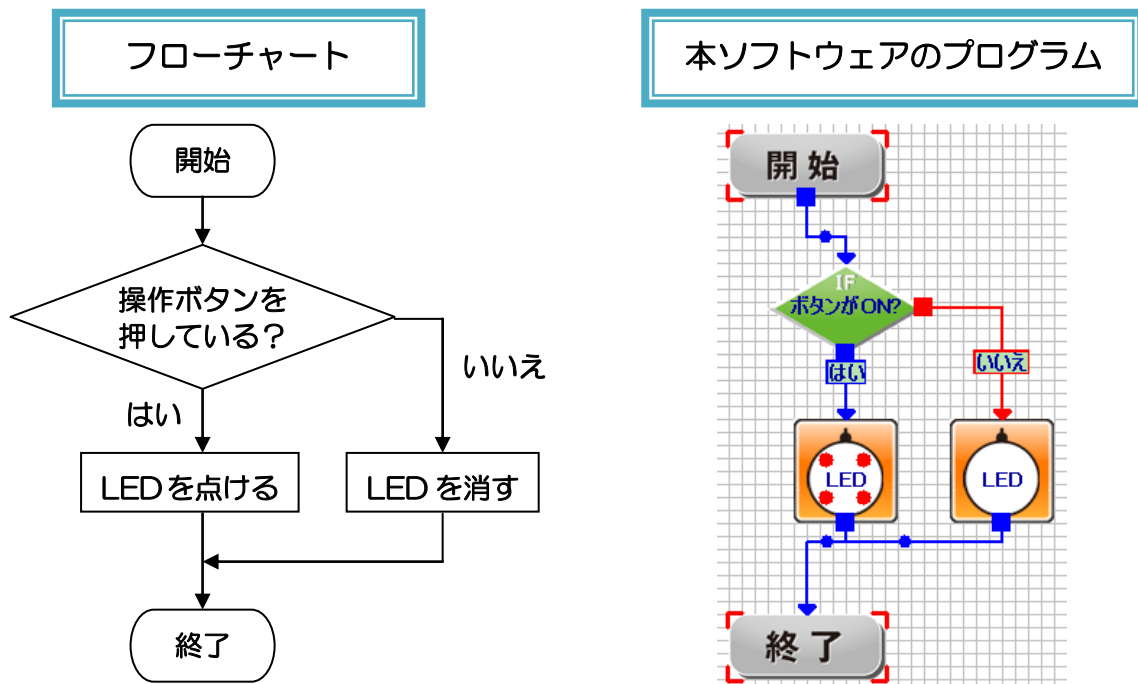 フローチャート
開始
操作ボタンを
押している？
いいえ
はい
LEDを点ける
LEDを消す
終了
本ソフトウェアのプログラム
開始
IF
ボタンがON?
はい
いいえ
LED
LED
終了